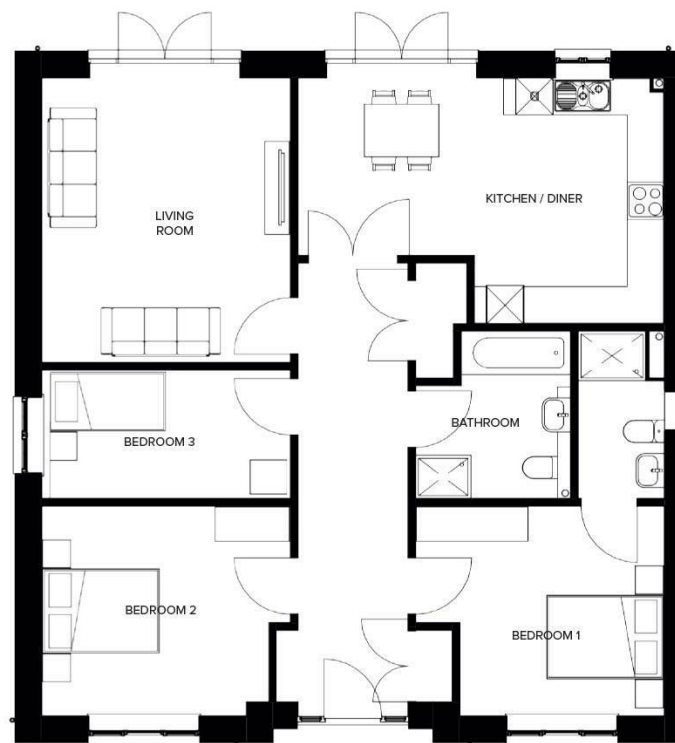 LIVING
ROOM
KITCHEN / DINER
BEDROOM 3
BATHROOM
BEDROOM 2
BEDROOM 1